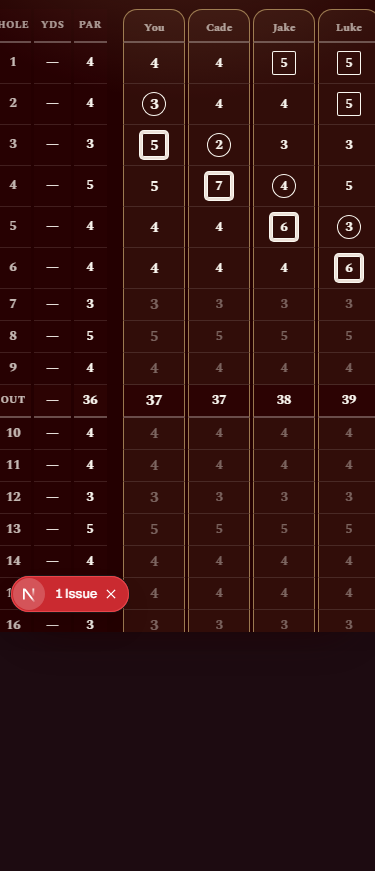 HOLE YDS PAR You Cade Jake Luke
1 — 4 4 4 5 5
2 — 4 3 4 4 5
3 — 3 5 2 3 3
4 — 5 5 7 4 5
5 — 4 4 4 6 3
6 — 4 4 4 4 6
7 — 3 3 3 3 3
8 — 5 5 5 5 5
9 — 4 4 4 4 4
OUT — 36 37 37 38 39
10 — 4 4 4 4 4
11 — 4 4 4 4 4
12 — 3 3 3 3 3
13 — 5 5 5 5 5
14 — 4 4 4 4 4
N 1 Issue × 4 4 4 4
16 — 3 3 3 3 3